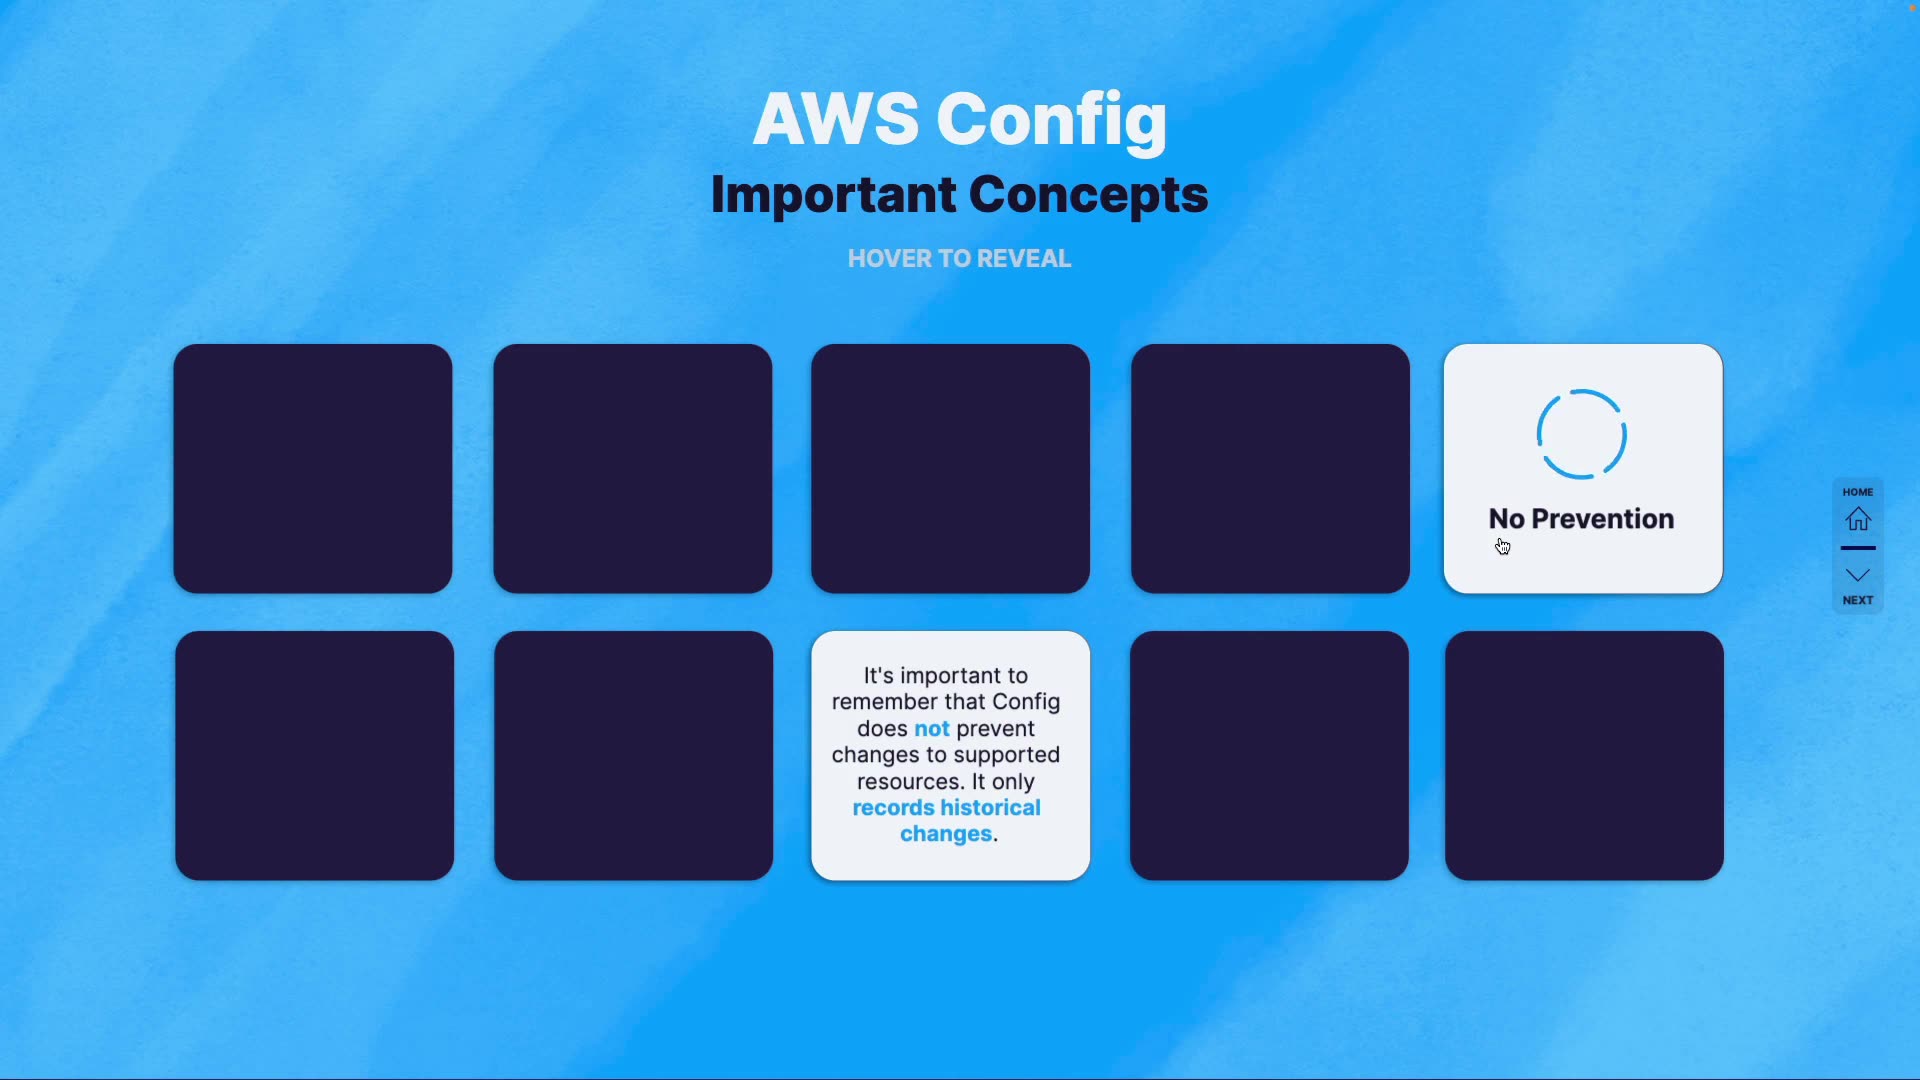 AWS Config
Important Concepts
HOVER TO REVEAL
No Prevention
HOME
NEXT
It's important to
remember that Config
does not prevent
changes to supported
resources. It only
records historical
changes.